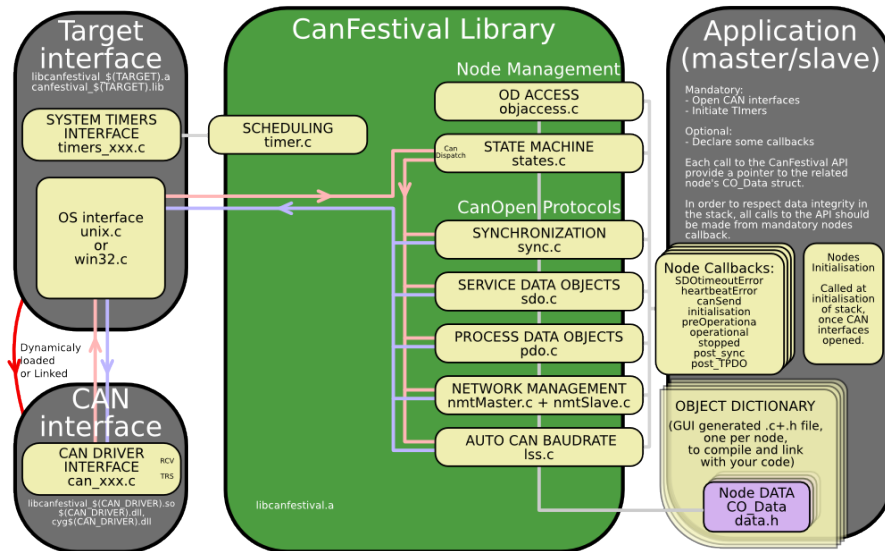 Target
interface
libcanfestival_$(TARGET).a
canfestival_$(TARGET).lib
SYSTEM TIMERS
INTERFACE
timers_xxx.c
OS interface
unix.c
or
win32.c
Dynamicaly
loaded
or Linked
CAN
interface
CAN DRIVER
INTERFACE
can_xxx.c
RCV
TRS
libcanfestival_$(CAN_DRIVER).so
$(CAN_DRIVER).dll,
cyg$(CAN_DRIVER).dll
CanFestival Library
SCHEDULING
timer.c
Node Management
OD ACCESS
objaccess.c
Can
Dispatch
STATE MACHINE
states.c
CanOpen Protocols
SYNCHRONIZATION
sync.c
SERVICE DATA OBJECTS
sdo.c
PROCESS DATA OBJECTS
pdo.c
NETWORK MANAGEMENT
nmtMaster.c + nmtSlave.c
AUTO CAN BAUDRATE
lss.c
libcanfestival.a
Application
(master/slave)
Mandatory:
- Open CAN interfaces
- Initiate TImers
Optional:
- Declare some callbacks
Each call to the CanFestival API
provide a pointer to the related
node's CO_Data struct.
In order to respect data integrity in
the stack, all calls to the API should
be made from mandatory nodes
callback.
Node Callbacks:
SDOtimeoutError
heartbeatError
canSend
initialisation
preOperationa
operational
stopped
post_sync
post_TPDO
Nodes
Initialisation
Called at
initialisation
of stack,
once CAN
interfaces
opened.
OBJECT DICTIONARY
(GUI generated .c+.h file,
one per node,
to compile and link
with your code)
Node DATA
CO_Data
data.h